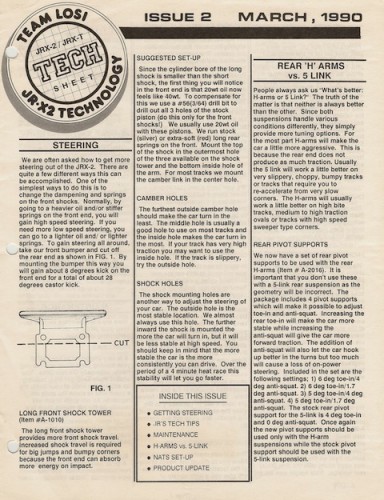 TEAM LOSI
JRX-2 / JRX-T
TECH
SHEET
JR-X2 TECHNOLOGY
ISSUE 2 MARCH, 1990
STEERING
We are often asked how to get more
steering out of the JRX-2. There are
quite a few different ways this can
be accomplished. One of the
simplest ways to do this is to
change the dampening and springs
on the front shocks. Normally, by
going to a heavier oil and/or stiffer
springs on the front end, you will
gain high speed steering. If you
need more low speed steering, you
can go to a lighter oil and/or lighter
springs. To gain steering all around,
take our front bumper and cut off
the rear end as shown in FIG. 1. By
mounting the bumper this way you
will gain about 8 degrees kick on the
front end for a total of about 28
degrees castor kick.
CUT
FIG. 1
LONG FRONT SHOCK TOWER
(Item #A-1010)
The long front shock tower
provides more front shock travel.
Increased shock travel is required
for big jumps and bumpy corners
because the front end can absorb
more energy on impact.
SUGGESTED SET-UP
Since the cylinder bore of the long
shock is smaller than the short
shock, the first thing you will notice
in the front end is that 20wt oil now
feels like 40wt. To compensate for
this we use a #56(3/64) drill bit to
drill out all 3 holes of the stock
piston (do this only for the front
shocks!) We usually use 20wt oil
with these pistons. We run stock
(silver) or extra-soft (red) long rear
springs on the front. Mount the top
of the shock in the outermost hole
of the three available on the shock
tower and the bottom inside hole of
the arm. For most tracks we mount
the camber link in the center hole.
CAMBER HOLES
The furthest outside camber hole
should make the car turn in the
least. The middle hole is usually a
good hole to use on most tracks and
the inside hole makes the car turn in
the most. If your track has very high
traction you may want to use the
inside hole. If the track is slippery,
try the outside hole.
SHOCK HOLES
The shock mounting holes are
another way to adjust the steering of
your car. The outside hole is the
most stable location. We almost
always use this hole. The further
inward the shock is mounted the
more the car will turn in, but it will
be less stable at high speed. You
should keep in mind that the more
stable the car is the more
consistently you can drive. Over the
period of a 4 minute heat race this
stability will let you go faster.
INSIDE THIS ISSUE
GETTING STEERING
JR'S TECH TIPS
MAINTENANCE
H-ARMS vs. 5-LINK
NATS SET-UP
PRODUCT UPDATE
REAR 'H' ARMS
vs. 5 LINK
People always ask us "What's better:
H-arms or 5 Link?" The truth of the
matter is that neither is always better
than the other. Since both
suspensions handle various
conditions differently, they simply
provide more tuning options. For
the most part H-arms will make the
car a little more aggressive. This is
because the rear end does not
produce as much traction. Usually
the 5 link will work a little better on
very slippery, choppy, bumpy tracks
or tracks that require you to
re-accelerate from very slow
corners. The H-arms will usually
work a little better on high bite
tracks, medium to high traction
ovals or tracks with high speed
sweeper type corners.
REAR PIVOT SUPPORTS
We now have a set of rear pivot
supports to be used with the rear
H-arms (Item # A-2016). It is
important that you don't use these
with a 5-link rear suspension as the
geometry will be incorrect. The
package includes 4 pivot supports
which will make it possible to adjust
toe-in and anti-squat. Increasing the
rear toe-in will make the car more
stable while increasing the
anti-squat will give the car more
forward traction. The addition of
anti-squat will also let the car hook
up better in the turns but too much
will cause a loss of on-power
steering. Included in the set are the
following settings; 1) 6 deg toe-in/4
deg anti-squat. 2) 6 deg toe-in/1.7
deg anti-squat. 3) 5 deg toe-in/4 deg
anti-squat. 4) 5 deg toe-in/1.7 deg
anti-squat. The stock rear pivot
support for the 5-link is 4 deg toe-in
and 0 deg anti-squat. Once again
the new pivot supports should be
used only with the H-arm
suspensions while the stock pivot
support should be used with the
5-link suspension.